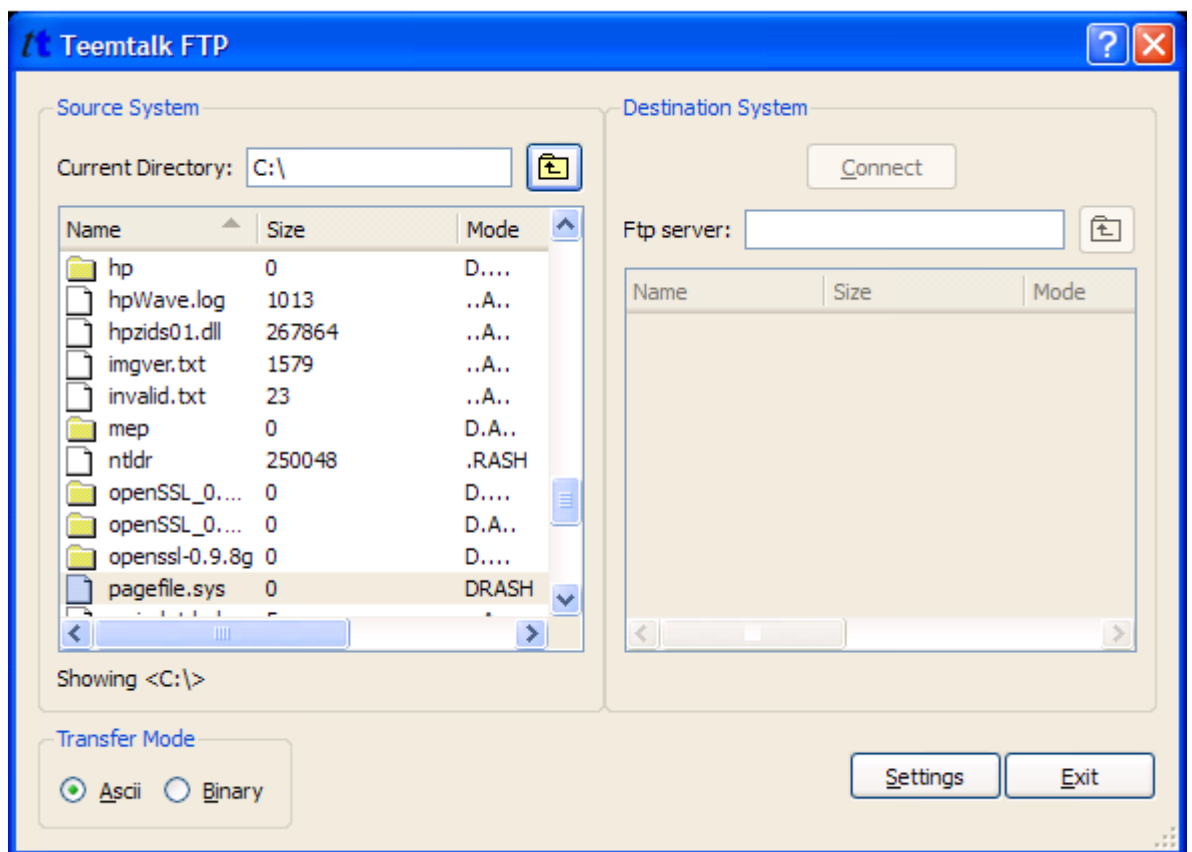 tt Teemtalk FTP
Source System
Current Directory: C:\
Name Size Mode
hp 0 D....
hpWave.log 1013 ..A..
hpzids01.dll 267864 ..A..
imgver.txt 1579 ..A..
invalid.txt 23 ..A..
mep 0 D.A..
ntldr 250048 .RASH
openSSL_0.... 0 D....
openSSL_0.... 0 D.A..
openssl-0.9.8g 0 D....
pagefile.sys 0 DRASH
Showing <C:\>
Destination System
Connect
Ftp server:
Name Size Mode
Transfer Mode
Ascii Binary
Settings Exit